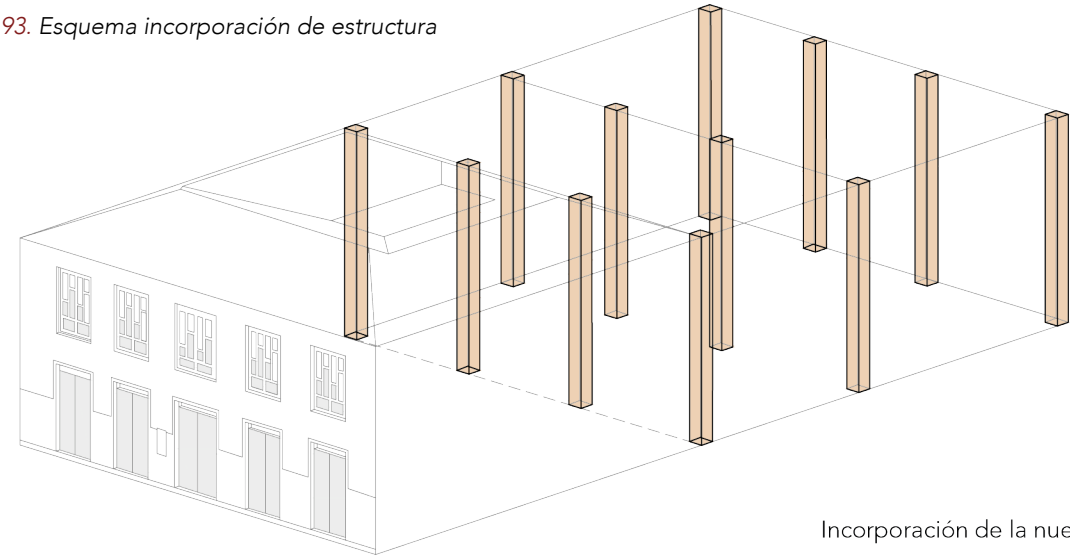 93. Esquema incorporación de estructura
Incorporación de la nue